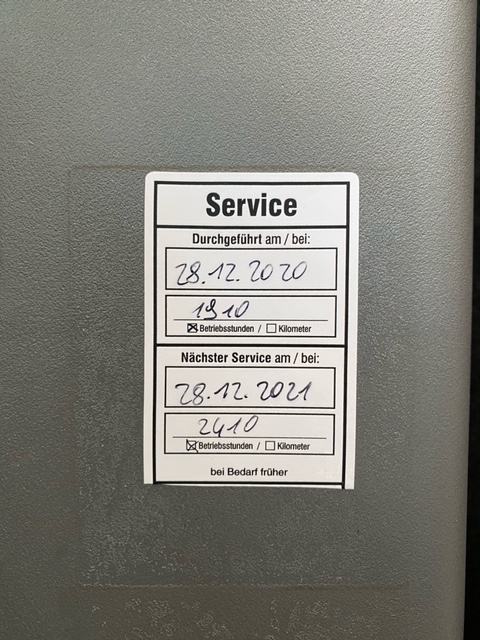 Service
Durchgeführt am / bei:
28.12.2020
1910
☒ Betriebsstunden / ☐ Kilometer
Nächster Service am / bei:
28.12.2021
2410
☒ Betriebsstunden / ☐ Kilometer
bei Bedarf früher